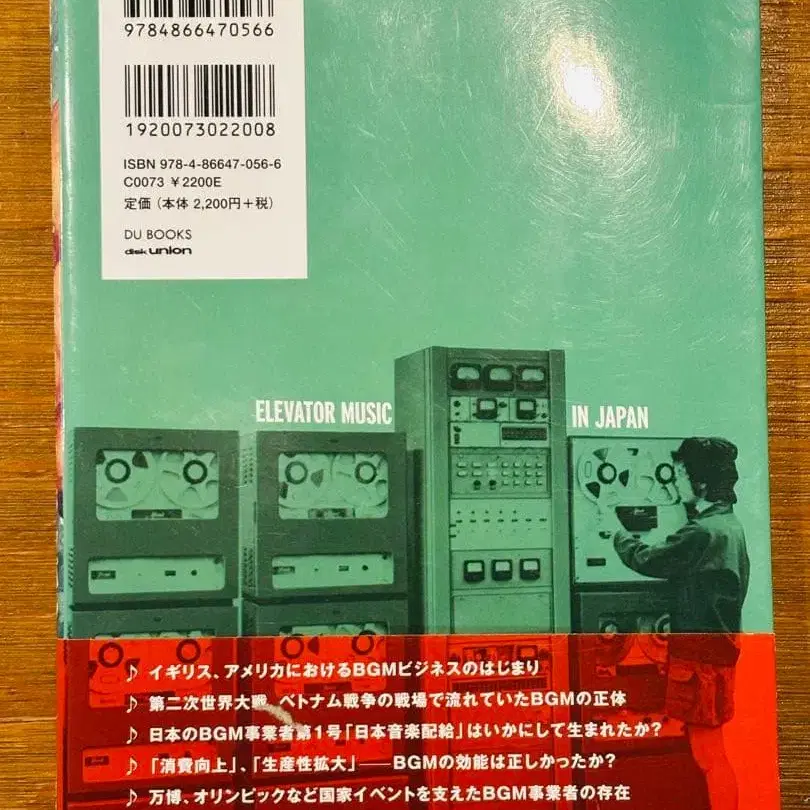 9784866470566
1920073022008
ISBN 978-4-86647-056-6
C0073 ¥2200E
定価（本体 2,200円＋税）
DU BOOKS
disk union
ELEVATOR MUSIC IN JAPAN
♪ イギリス、アメリカにおけるBGMビジネスのはじまり
♪ 第二次世界大戦、ベトナム戦争の戦場で流れていたBGMの正体
♪ 日本のBGM事業者第1号「日本音楽配給」はいかにして生まれたか?
♪ 「消費向上」、「生産性拡大」——BGMの効能は正しかったか?
♪ 万博、オリンピックなど国家イベントを支えたBGM事業者の存在